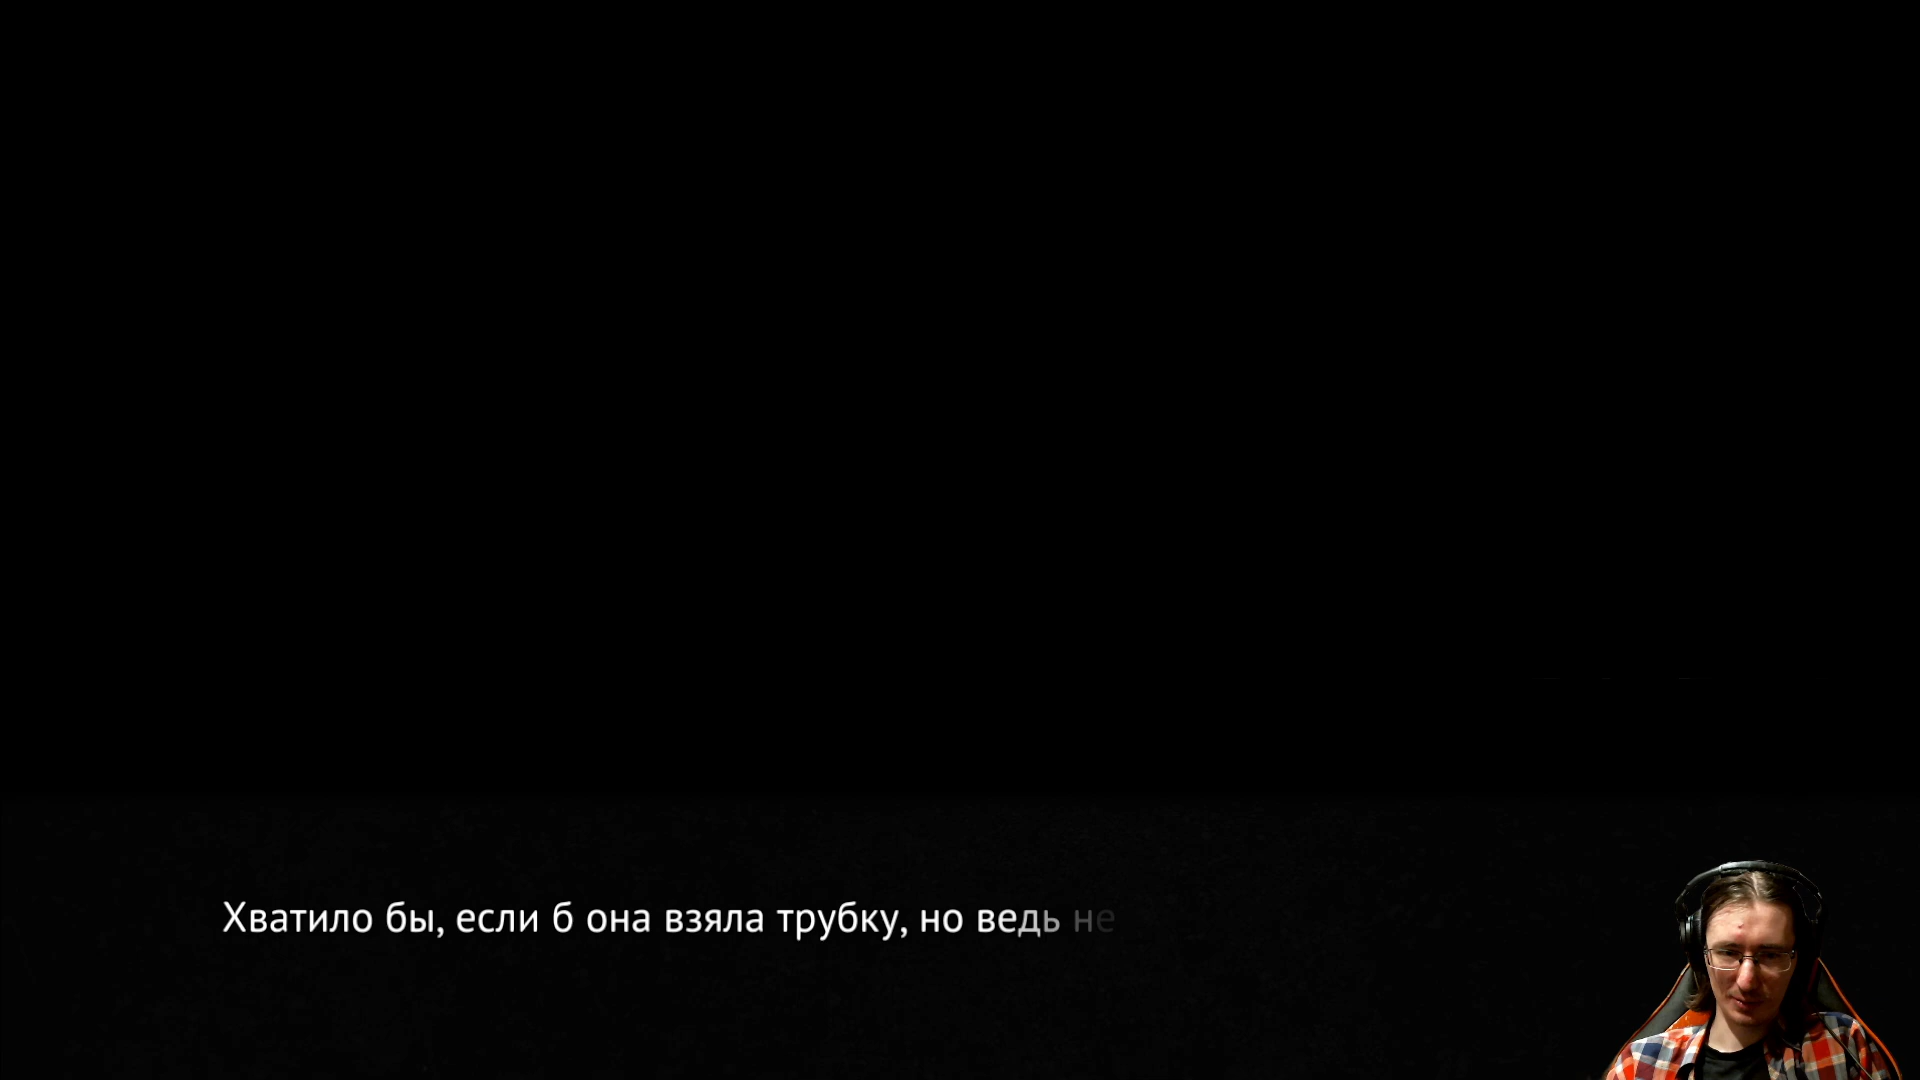 Хватило бы, если б она взяла трубку, но ведь не